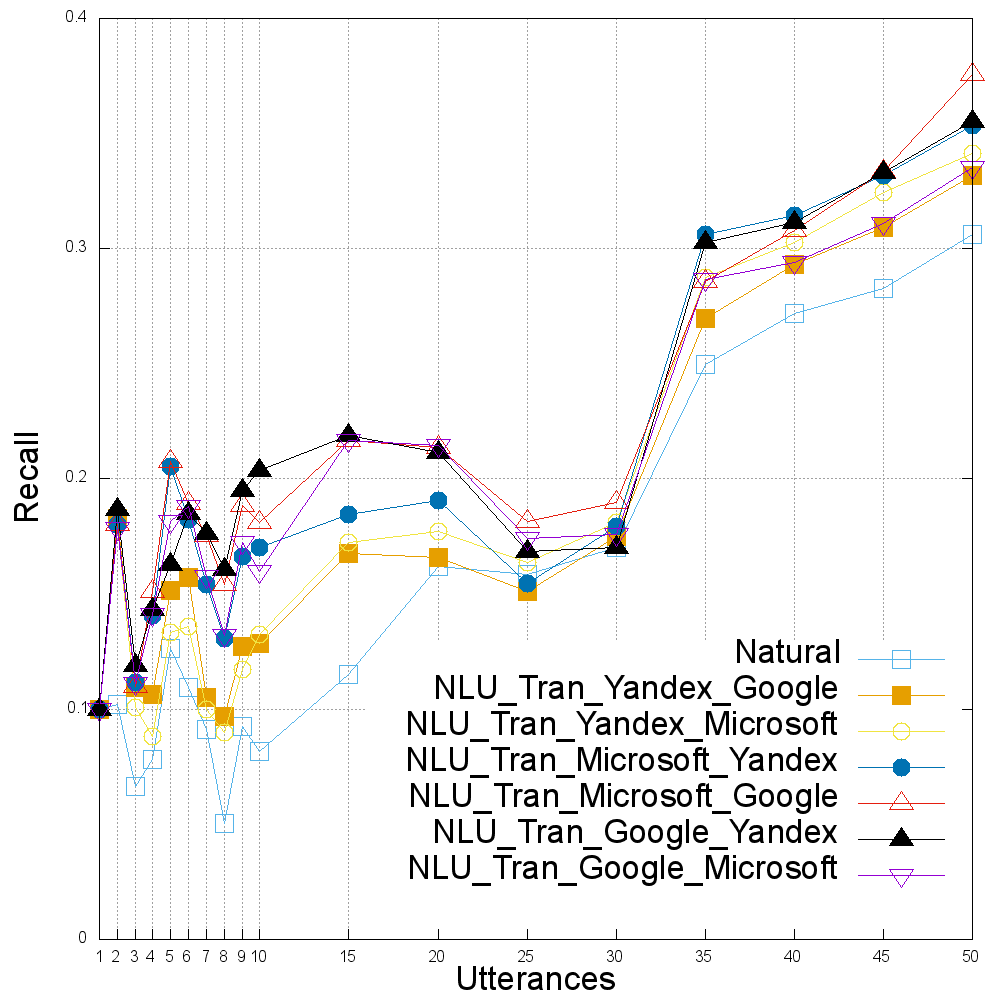 0.4
0.3
0.2
0.1
0
Recall
Natural
NLU_Tran_Yandex_Google
NLU_Tran_Yandex_Microsoft
NLU_Tran_Microsoft_Yandex
NLU_Tran_Microsoft_Google
NLU_Tran_Google_Yandex
NLU_Tran_Google_Microsoft
1 2 3 4 5 6 7 8 9 10 15 20 25 30 35 40 45 50
Utterances